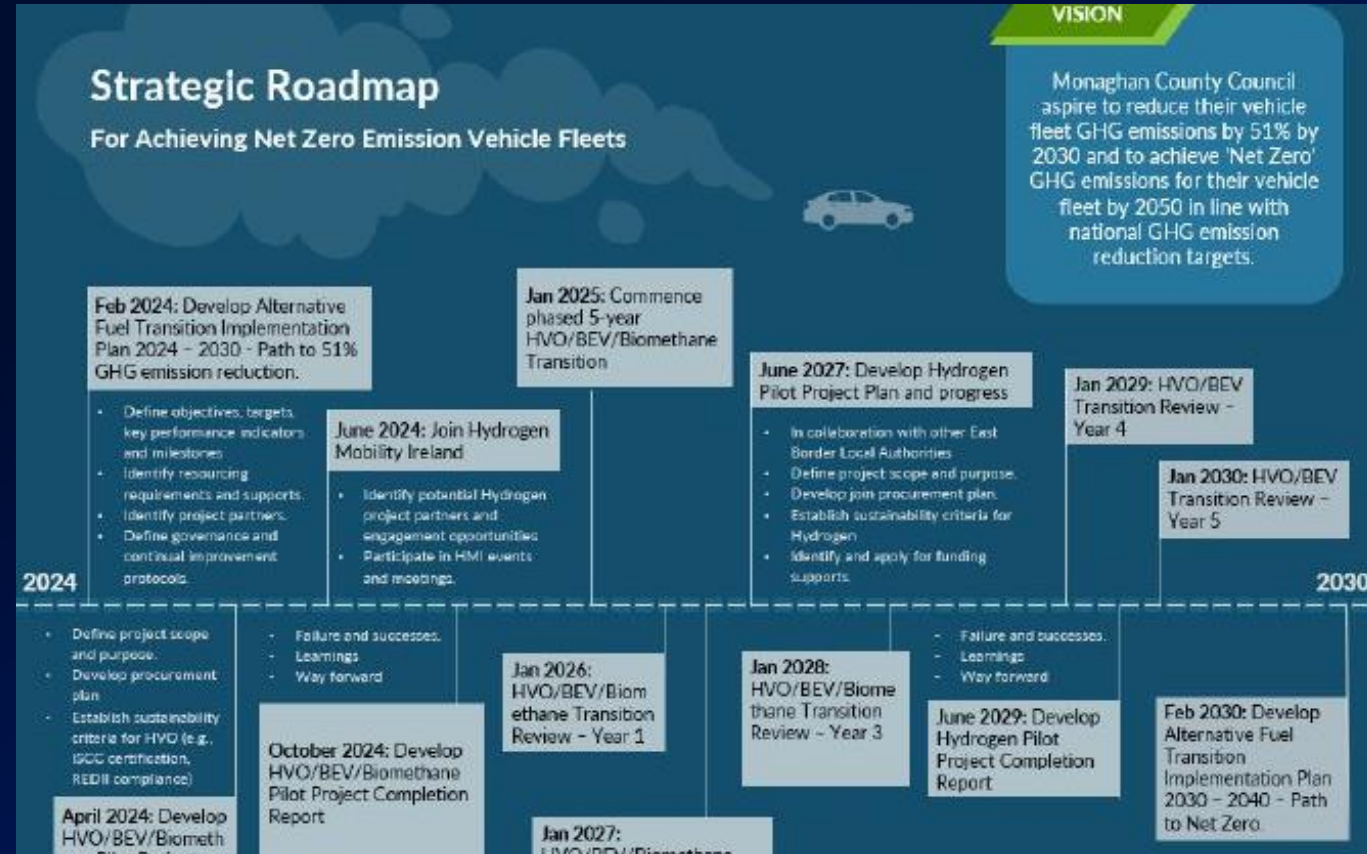 VISION
Strategic Roadmap
For Achieving Net Zero Emission Vehicle Fleets
Monaghan County Council
aspire to reduce their vehicle
fleet GHG emissions by 51% by
2030 and to achieve 'Net Zero'
GHG emissions for their vehicle
fleet by 2050 in line with
national GHG emission
reduction targets.
Feb 2024: Develop Alternative
Fuel Transition Implementation
Plan 2024 – 2030 - Path to 51%
GHG emission reduction.
• Define objectives, targets,
key performance indicators
and milestones
• Identify resourcing
requirements and supports.
• Identify project partners.
• Define governance and
continual improvement
protocols.
June 2024: Join Hydrogen
Mobility Ireland
• Identify potential Hydrogen
project partners and
engagement opportunities
• Participate in HMI events
and meetings.
Jan 2025: Commence
phased 5-year
HVO/BEV/Biomethane
Transition
June 2027: Develop Hydrogen
Pilot Project Plan and progress
• In collaboration with other East
Border Local Authorities
• Define project scope and purpose.
• Develop join procurement plan.
• Establish sustainability criteria for
Hydrogen
• Identify and apply for funding
supports.
Jan 2029: HVO/BEV
Transition Review –
Year 4
Jan 2030: HVO/BEV
Transition Review –
Year 5
2024
2030
• Define project scope
and purpose.
• Develop procurement
plan
• Establish sustainability
criteria for HVO (e.g.,
ISCC certification,
REDII compliance)
April 2024: Develop
HVO/BEV/Biometh
- Failure and successes.
- Learnings
- Way forward
October 2024: Develop
HVO/BEV/Biomethane
Pilot Project Completion
Report
Jan 2026:
HVO/BEV/Biom
ethane Transition
Review – Year 1
Jan 2027:
HVO/BEV/Biomethane
Jan 2028:
HVO/BEV/Biome
thane Transition
Review – Year 3
- Failure and successes.
- Learnings
- Way forward
June 2029: Develop
Hydrogen Pilot
Project Completion
Report
Feb 2030: Develop
Alternative Fuel
Transition
Implementation Plan
2030 – 2040 – Path
to Net Zero.